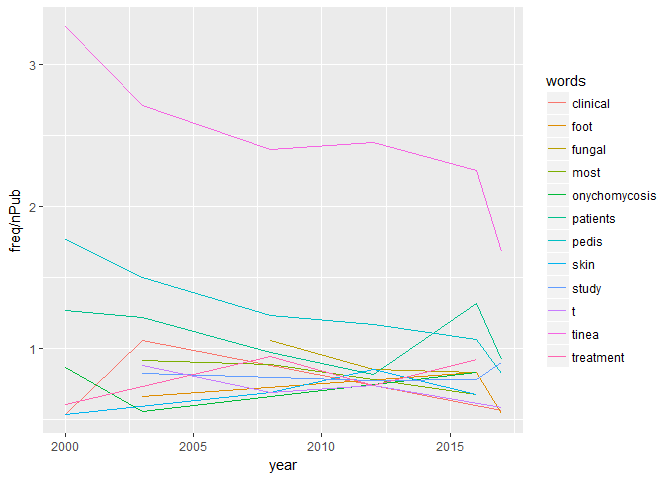 3
2
1
freq/nPub
2000
2005
2010
2015
year
words
clinical
foot
fungal
most
onychomycosis
patients
pedis
skin
study
t
tinea
treatment